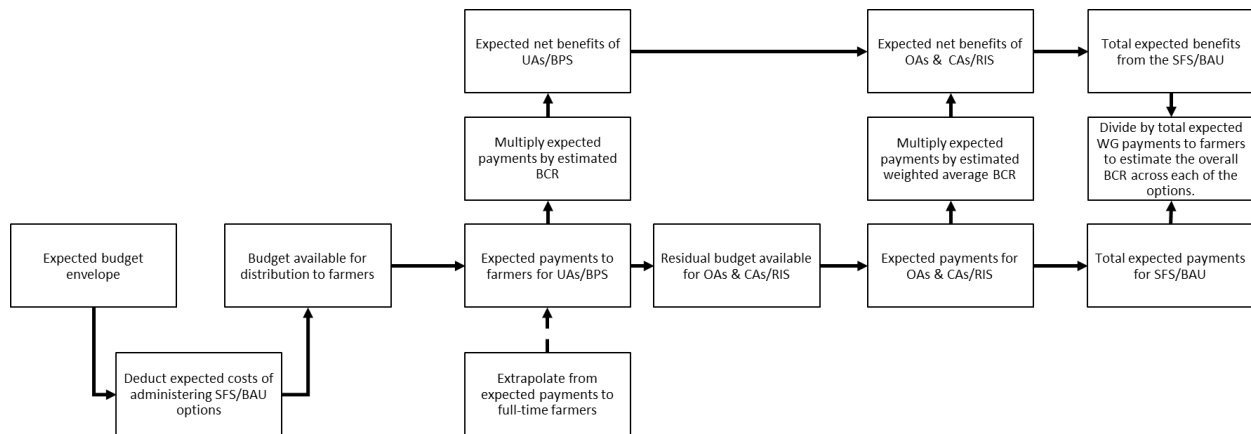 Expected net benefits of
UAs/BPS
Expected net benefits of
OAs & CAs/RIS
Total expected benefits
from the SFS/BAU
Multiply expected
payments by estimated
BCR
Multiply expected
payments by estimated
weighted average BCR
Divide by total expected
WG payments to farmers
to estimate the overall
BCR across each of the
options.
Expected budget
envelope
Budget available for
distribution to farmers
Expected payments to
farmers for UAs/BPS
Residual budget available
for OAs & CAs/RIS
Expected payments for
OAs & CAs/RIS
Total expected payments
for SFS/BAU
Deduct expected costs of
administering SFS/BAU
options
Extrapolate from
expected payments to
full-time farmers